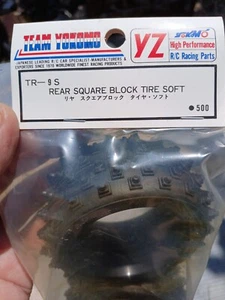 TEAM YOKOMO
JAPANESE LEADING R/C CAR SPECIALIST MANUFACTURERS &
EXPORTERS SINCE 1976 WORLDWIDE FINEST RACING PRODUCTS
YZ
YOKOMO
High Performance
R/C Racing Parts
TR—9S
REAR SQUARE BLOCK TIRE SOFT
リヤ スクエアブロック タイヤ・ソフト
●500